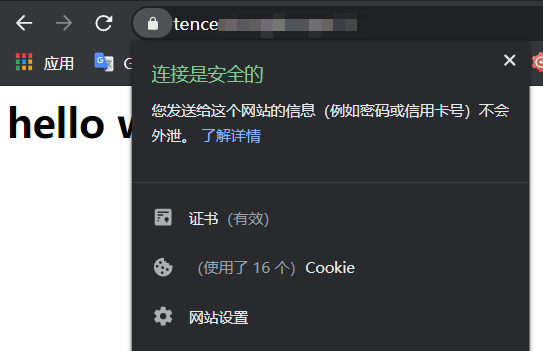 tence
应用
连接是安全的
您发送给这个网站的信息（例如密码或信用卡号）不会
外泄。 了解详情
hello
证书 （有效）
（使用了 16 个） Cookie
网站设置